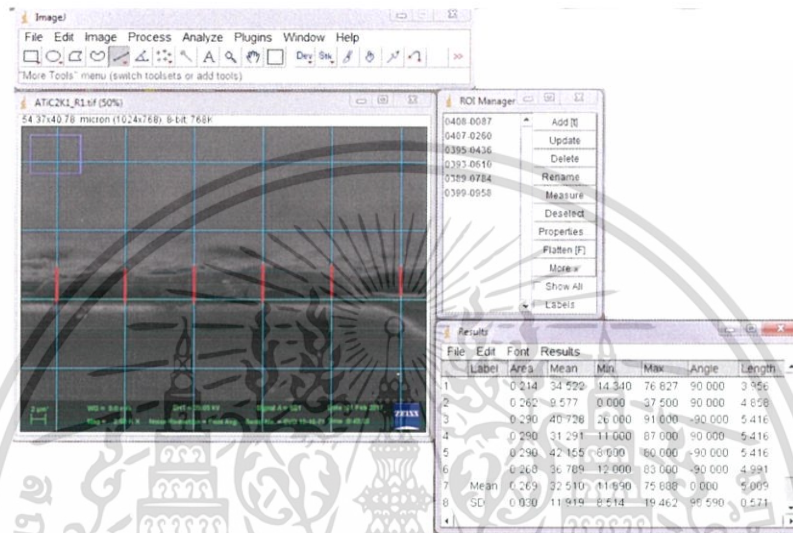 ImageJ
File Edit Image Process Analyze Plugins Window Help
A Dev Stk >>
"More Tools" menu (switch toolsets or add tools)
ATiC2K1_R1.tif (50%)
54.37x40.78 micron (1024x768); 8-bit; 768K
2 µm
ZEISS
ROI Manager
0408-0087
0407-0260
0395-0436
0393-0610
0389-0784
0399-0958
Add [t]
Update
Delete
Rename
Measure
Deselect
Properties
Flatten [F]
More »
Show All
Labels
Results
File Edit Font Results
Label Area Mean Min Max Angle Length
1 0.214 34.522 14.340 76.827 90.000 3.956
2 0.262 9.577 0.000 37.500 90.000 4.858
3 0.290 40.728 26.000 91.000 -90.000 5.416
4 0.290 31.291 11.000 87.000 90.000 5.416
5 0.290 42.155 8.000 80.000 -90.000 5.416
6 0.268 36.789 12.000 83.000 -90.000 4.991
7 Mean 0.269 32.510 11.890 75.888 0.000 5.009
8 SD 0.030 11.919 8.514 19.462 98.590 0.571